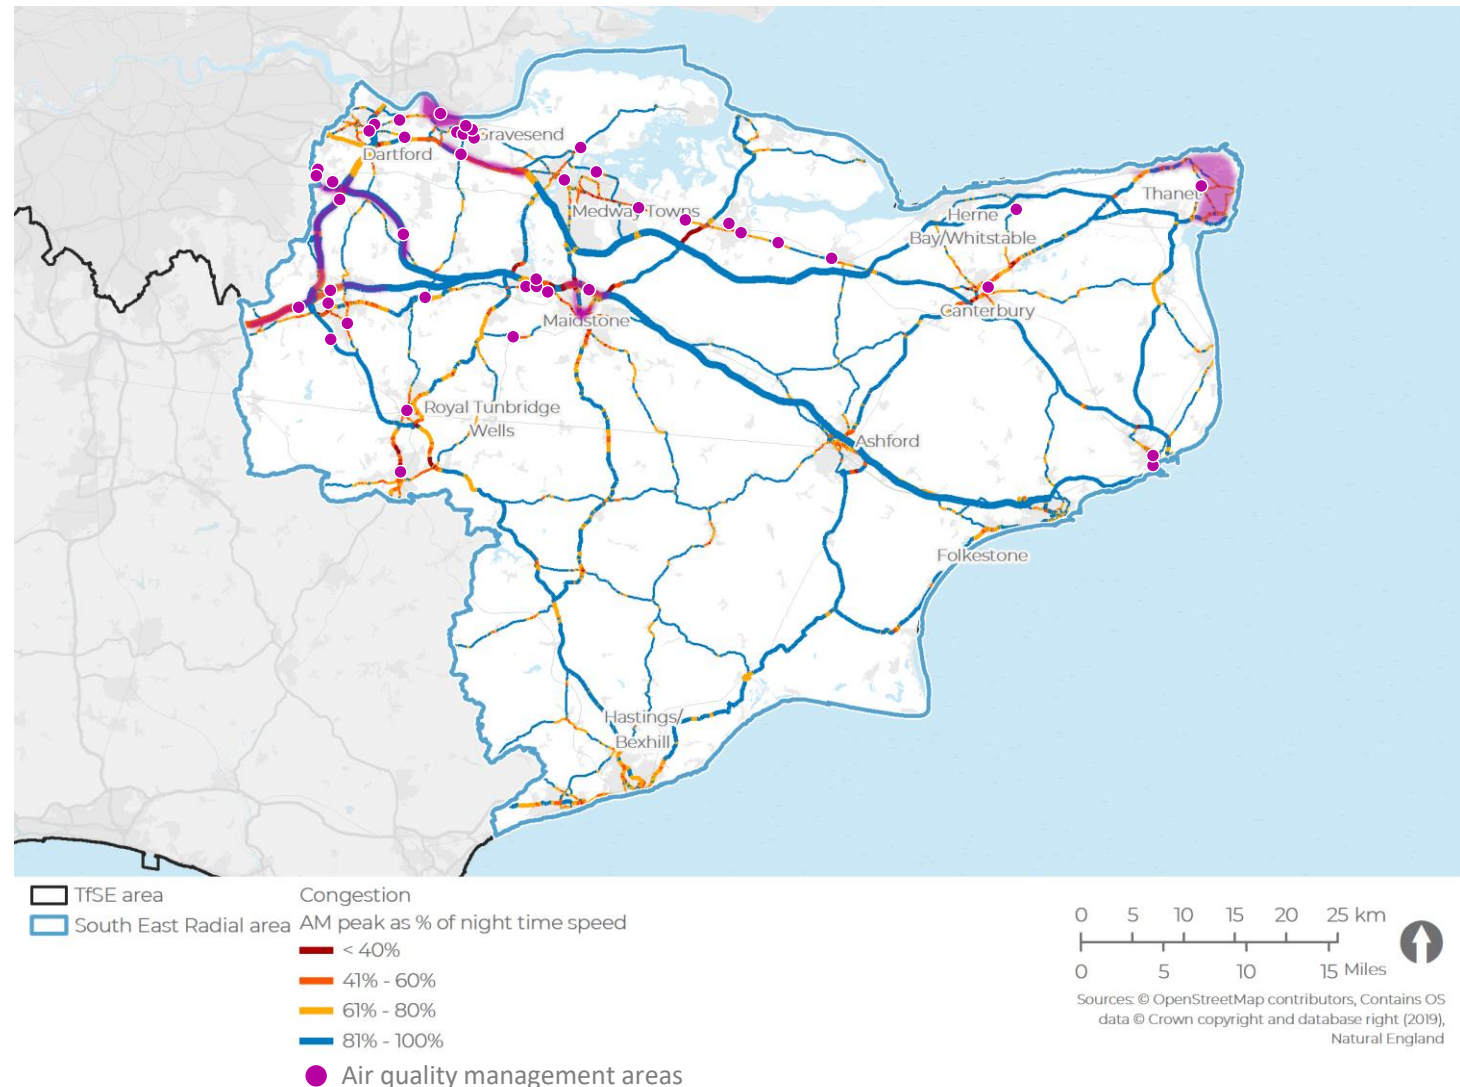 Gravesend
Dartford
Medway Towns
Thanet
Herne
Bay/Whitstable
Canterbury
Maidstone
Royal Tunbridge
Wells
Ashford
Folkestone
Hastings/
Bexhill
TfSE area
South East Radial area
Congestion
AM peak as % of night time speed
< 40%
41% - 60%
61% - 80%
81% - 100%
Air quality management areas
0 5 10 15 20 25 km
0 5 10 15 Miles
Sources: © OpenStreetMap contributors, Contains OS
data © Crown copyright and database right (2019),
Natural England